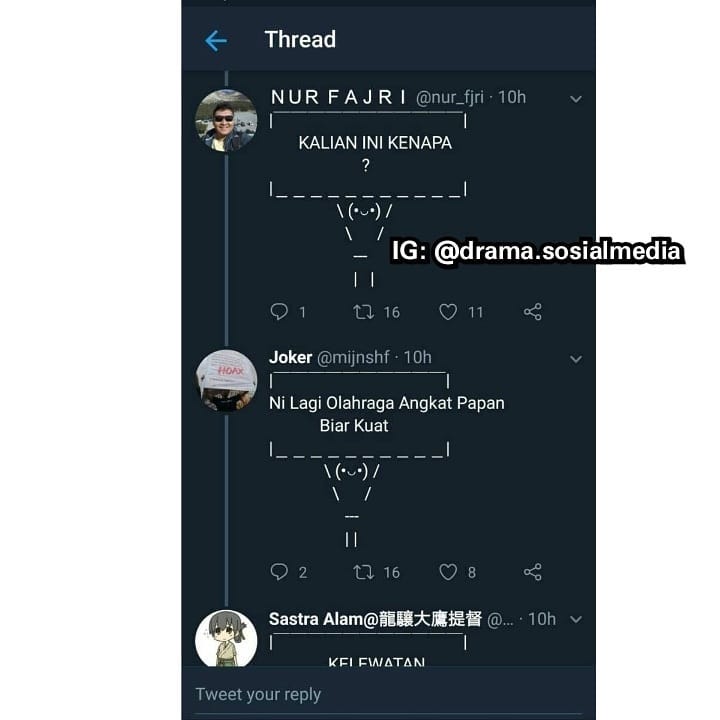 Thread
N U R F A J R I @nur_fjri · 10h
|‾‾‾‾‾‾‾‾‾‾‾‾‾‾‾‾‾‾‾‾|
KALIAN INI KENAPA
?
|_ _ _ _ _ _ _ _ _ _ _|
\ (•◡•) /
\ /
—
| |
IG: @drama.sosialmedia
1 16 11
Joker @mijnshf · 10h
HOAX
|‾‾‾‾‾‾‾‾‾‾‾‾‾‾‾‾‾‾|
Ni Lagi Olahraga Angkat Papan
Biar Kuat
|_ _ _ _ _ _ _ _ _ _|
\ (•◡•) /
\ /
---
| |
2 16 8
Sastra Alam@龍驤大鷹提督 @... · 10h
|‾‾‾‾‾‾‾‾‾‾‾‾‾‾‾‾‾‾‾‾|
KELEWATAN
Tweet your reply